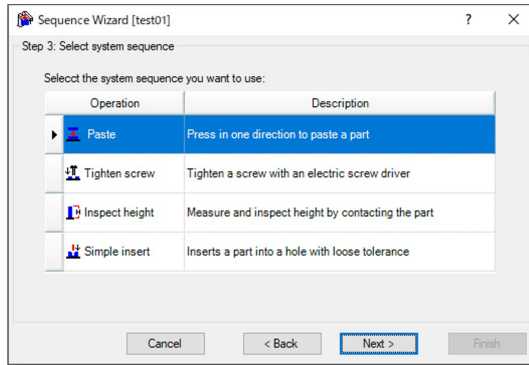 Sequence Wizard [test01]
Step 3: Select system sequence
Selecct the system sequence you want to use:
Operation Description
Paste Press in one direction to paste a part
Tighten screw Tighten a screw with an electric screw driver
Inspect height Measure and inspect height by contacting the part
Simple insert Inserts a part into a hole with loose tolerance
Cancel < Back Next > Finish